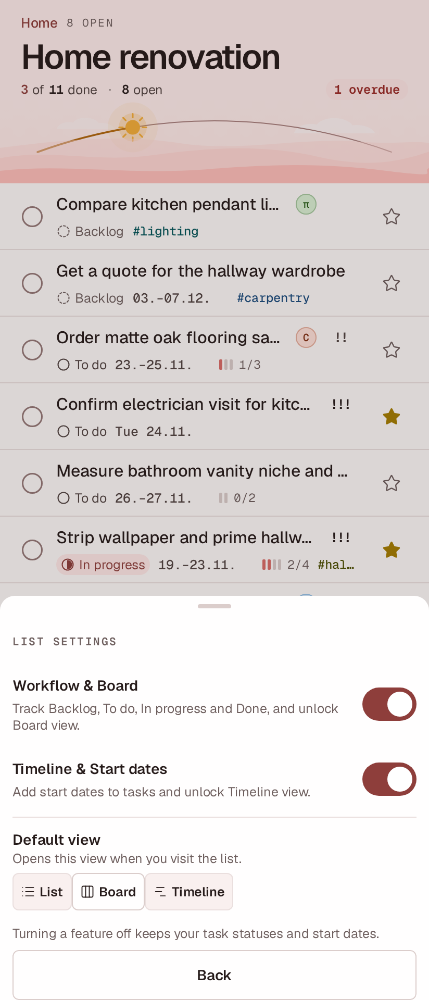 Home 8 OPEN
Home renovation
3 of 11 done · 8 open 1 overdue
Compare kitchen pendant li... π
Backlog #lighting
Get a quote for the hallway wardrobe
Backlog 03.–07.12. #carpentry
Order matte oak flooring sa... C !!
To do 23.–25.11. 1/3
Confirm electrician visit for kitc... !!!
To do Tue 24.11.
Measure bathroom vanity niche and ...
To do 26.–27.11. 0/2
Strip wallpaper and prime hallw... !!!
In progress 19.–23.11. 2/4 #hal...
LIST SETTINGS
Workflow & Board
Track Backlog, To do, In progress and Done, and unlock
Board view.
Timeline & Start dates
Add start dates to tasks and unlock Timeline view.
Default view
Opens this view when you visit the list.
List Board Timeline
Turning a feature off keeps your task statuses and start dates.
Back